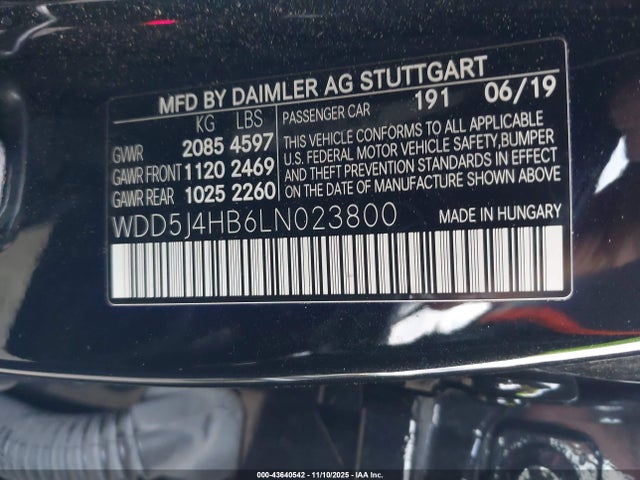 MFD BY DAIMLER AG STUTTGART
KG LBS
GVWR 2085 4597
GAWR FRONT 1120 2469
GAWR REAR 1025 2260
PASSENGER CAR 191 06/19
THIS VEHICLE CONFORMS TO ALL APPLICABLE
U.S. FEDERAL MOTOR VEHICLE SAFETY, BUMPER
AND THEFT PREVENTION STANDARDS IN EFFECT
ON THE DATE OF MANUFACTURE SHOWN ABOVE
WDD5J4HB6LN023800 MADE IN HUNGARY
000-43640542 - 11/10/2025 - IAA Inc.